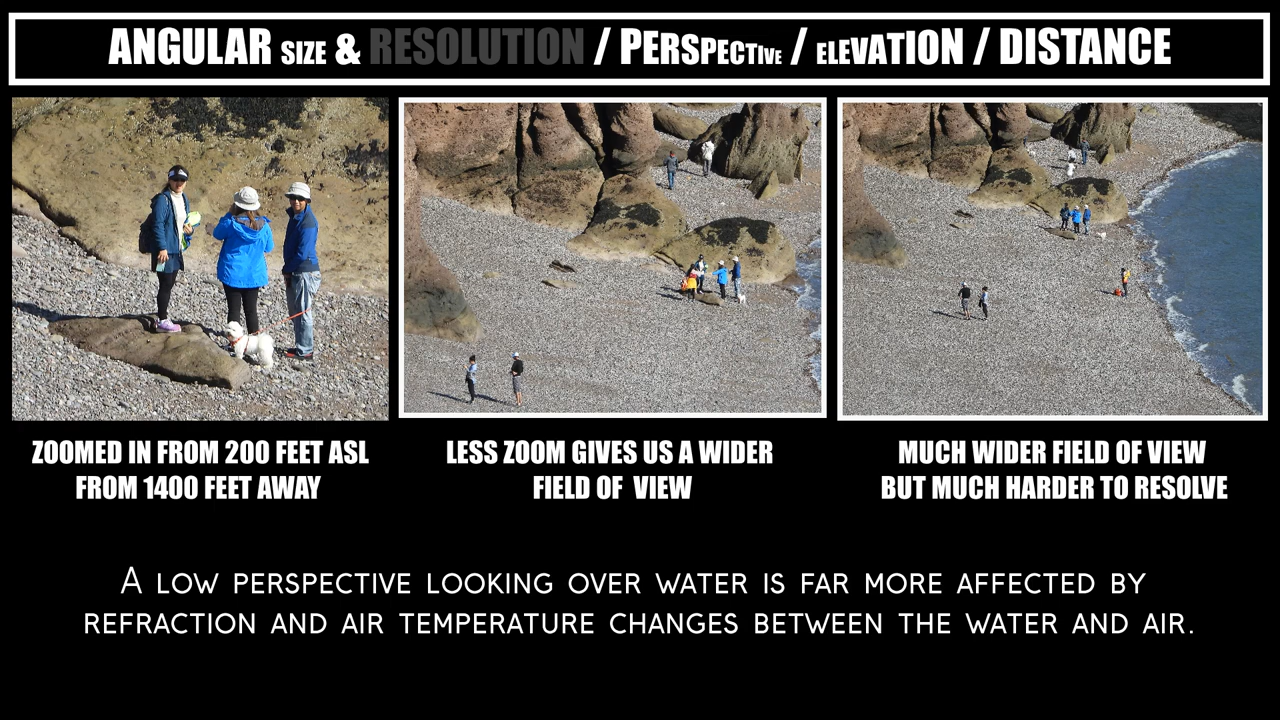 ANGULAR SIZE & RESOLUTION / PERSPECTIVE / ELEVATION / DISTANCE
ZOOMED IN FROM 200 FEET ASL
FROM 1400 FEET AWAY
LESS ZOOM GIVES US A WIDER
FIELD OF VIEW
MUCH WIDER FIELD OF VIEW
BUT MUCH HARDER TO RESOLVE
A LOW PERSPECTIVE LOOKING OVER WATER IS FAR MORE AFFECTED BY
REFRACTION AND AIR TEMPERATURE CHANGES BETWEEN THE WATER AND AIR.